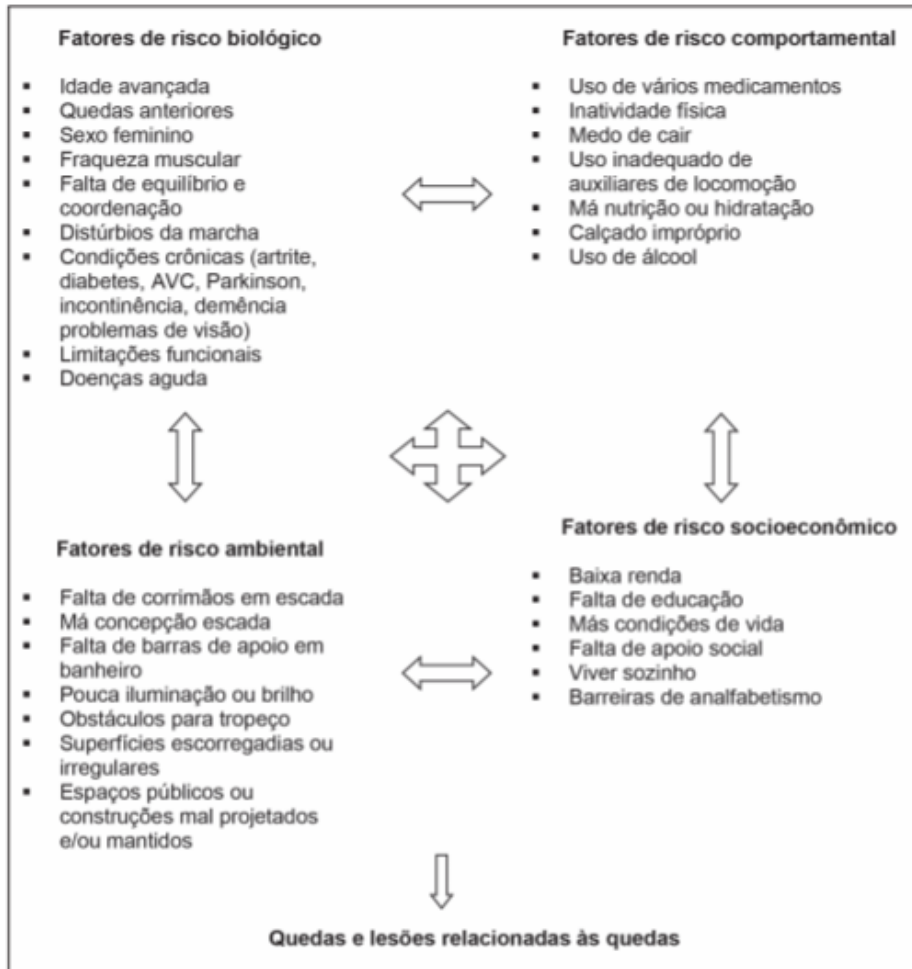 Fatores de risco biológico
▪ Idade avançada
▪ Quedas anteriores
▪ Sexo feminino
▪ Fraqueza muscular
▪ Falta de equilíbrio e
coordenação
▪ Distúrbios da marcha
▪ Condições crônicas (artrite,
diabetes, AVC, Parkinson,
incontinência, demência
problemas de visão)
▪ Limitações funcionais
▪ Doenças aguda
Fatores de risco comportamental
▪ Uso de vários medicamentos
▪ Inatividade física
▪ Medo de cair
▪ Uso inadequado de
auxiliares de locomoção
▪ Má nutrição ou hidratação
▪ Calçado impróprio
▪ Uso de álcool
Fatores de risco ambiental
▪ Falta de corrimãos em escada
▪ Má concepção escada
▪ Falta de barras de apoio em
banheiro
▪ Pouca iluminação ou brilho
▪ Obstáculos para tropeço
▪ Superfícies escorregadias ou
irregulares
▪ Espaços públicos ou
construções mal projetados
e/ou mantidos
Fatores de risco socioeconômico
▪ Baixa renda
▪ Falta de educação
▪ Más condições de vida
▪ Falta de apoio social
▪ Viver sozinho
▪ Barreiras de analfabetismo
Quedas e lesões relacionadas às quedas